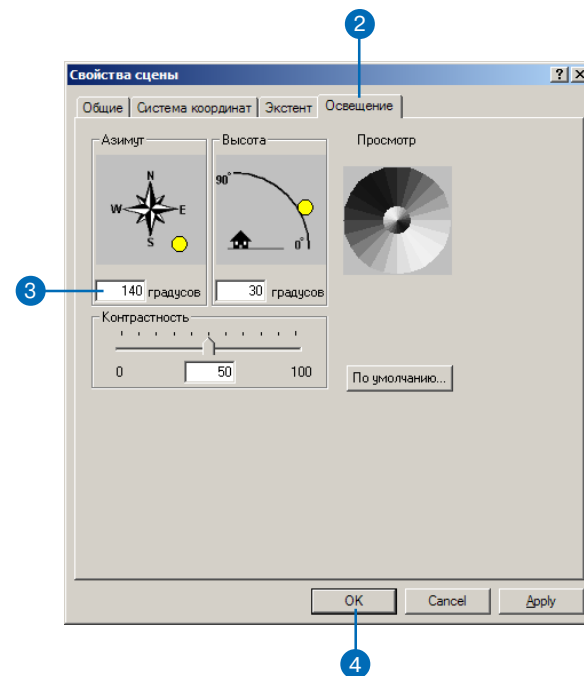 2
Свойства сцены
Общие Система координат Экстент Освещение
Азимут
Высота
Просмотр
N
W E
S
90°
0°
3
140 градусов
30 градусов
Контрастность
0 50 100
По умолчанию...
OK Cancel Apply
4